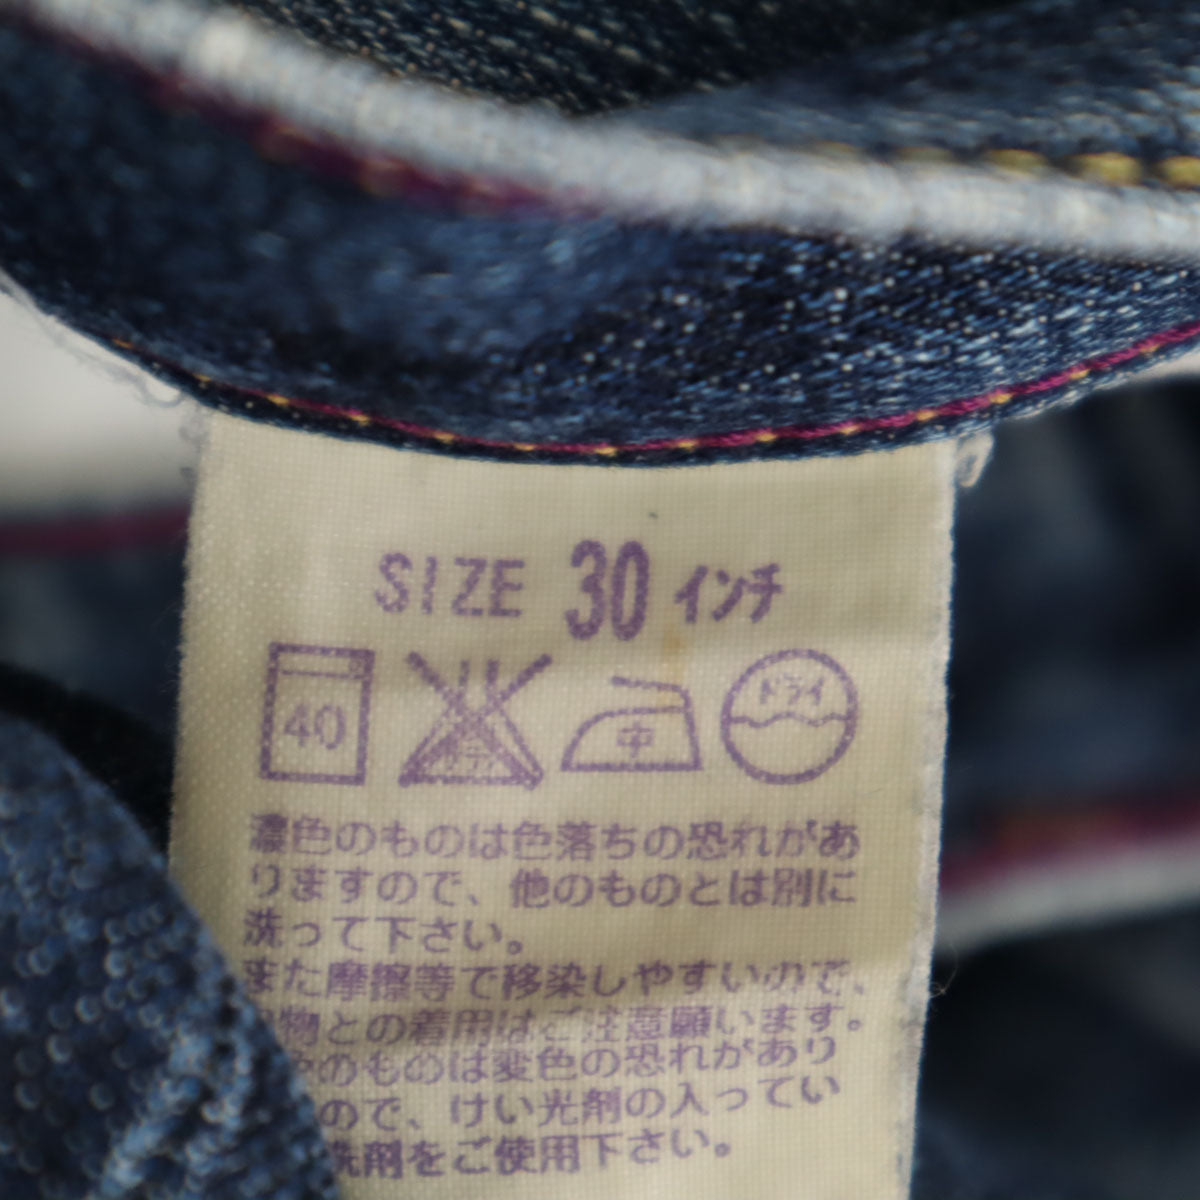 SIZE 30 インチ
40 中 ドライ
濃色のものは色落ちの恐れがあ
りますので、他のものとは別に
洗って下さい。
また摩擦等で移染しやすいので、
物との着用はご注意願います。
のものは変色の恐れがあり
ので、けい光剤の入ってい
洗剤をご使用下さい。